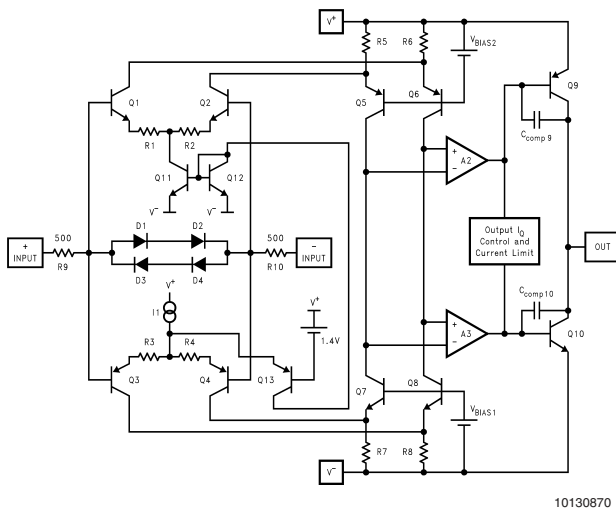 V+
R5
R6
VBIAS2
Q1
Q2
Q5
Q6
Q9
R1
R2
Ccomp 9
A2
+
−
Q11
Q12
V−
V−
500
D1
D2
500
+
INPUT
−
INPUT
R9
D3
D4
R10
Output IQ
Control and
Current Limit
OUT
V+
V+
I1
1.4V
Ccomp10
+
−
A3
R3
R4
Q3
Q4
Q13
Q10
Q7
Q8
VBIAS1
R7
R8
V−
10130870